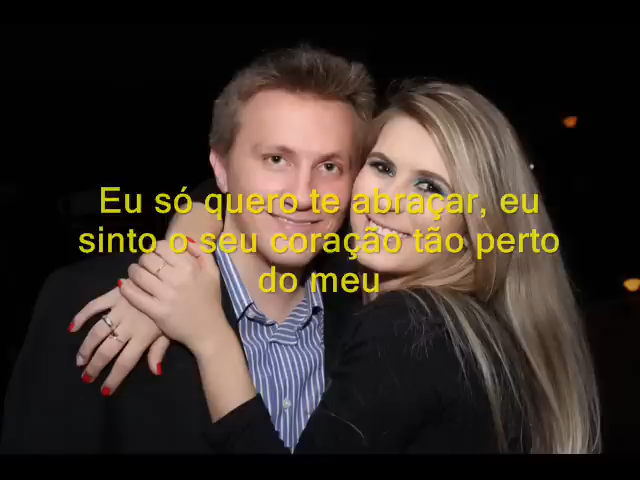 Eu só quero te abraçar, eu
sinto o seu coração tão perto
do meu